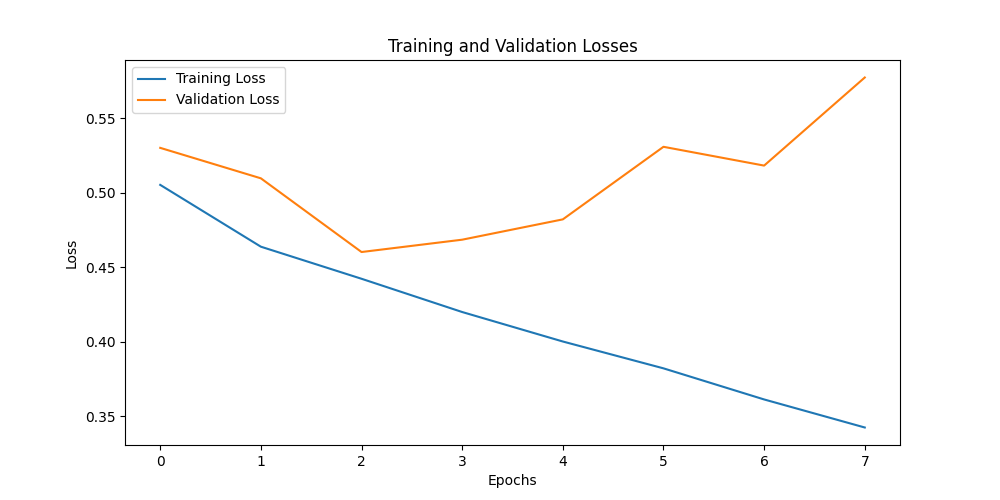 Training and Validation Losses
Training Loss
Validation Loss
0.55
0.50
0.45
0.40
0.35
Loss
0 1 2 3 4 5 6 7
Epochs